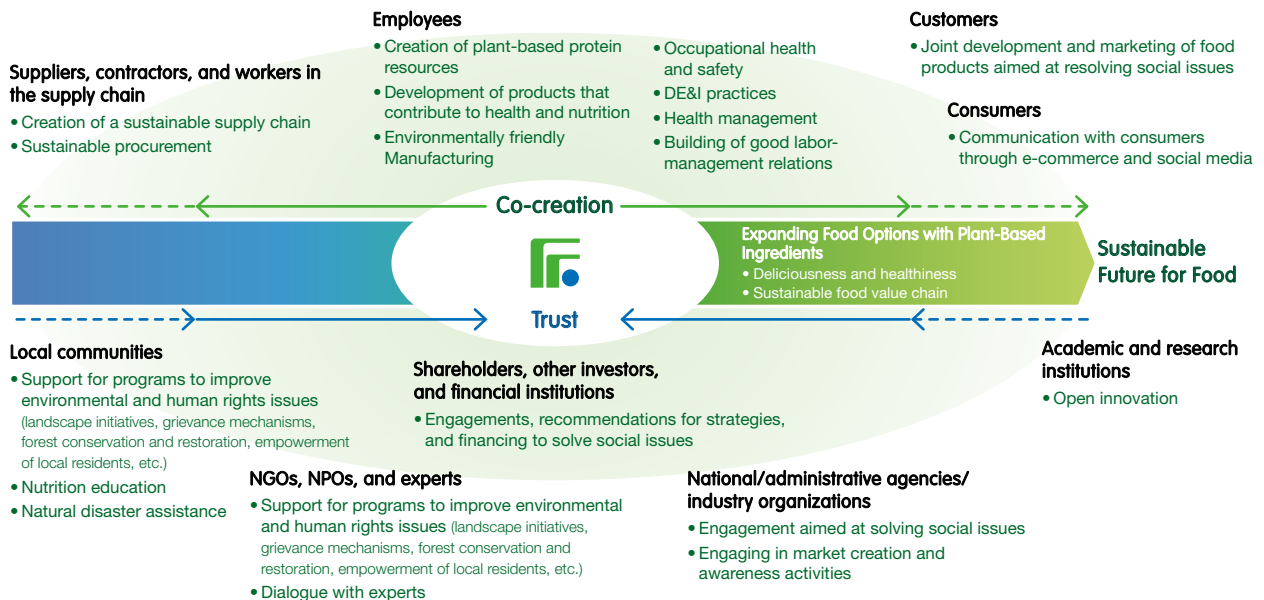 Suppliers, contractors, and workers in
the supply chain
• Creation of a sustainable supply chain
• Sustainable procurement
Employees
• Creation of plant-based protein
resources
• Development of products that
contribute to health and nutrition
• Environmentally friendly
Manufacturing
• Occupational health
and safety
• DE&I practices
• Health management
• Building of good labor-
management relations
Customers
• Joint development and marketing of food
products aimed at resolving social issues
Consumers
• Communication with consumers
through e-commerce and social media
Co-creation
Expanding Food Options with Plant-Based
Ingredients
• Deliciousness and healthiness
• Sustainable food value chain
Sustainable
Future for Food
Trust
Local communities
• Support for programs to improve
environmental and human rights issues
(landscape initiatives, grievance mechanisms,
forest conservation and restoration, empowerment
of local residents, etc.)
• Nutrition education
• Natural disaster assistance
Shareholders, other investors,
and financial institutions
• Engagements, recommendations for strategies,
and financing to solve social issues
Academic and research
institutions
• Open innovation
NGOs, NPOs, and experts
• Support for programs to improve environmental
and human rights issues (landscape initiatives,
grievance mechanisms, forest conservation and
restoration, empowerment of local residents, etc.)
• Dialogue with experts
National/administrative agencies/
industry organizations
• Engagement aimed at solving social issues
• Engaging in market creation and
awareness activities